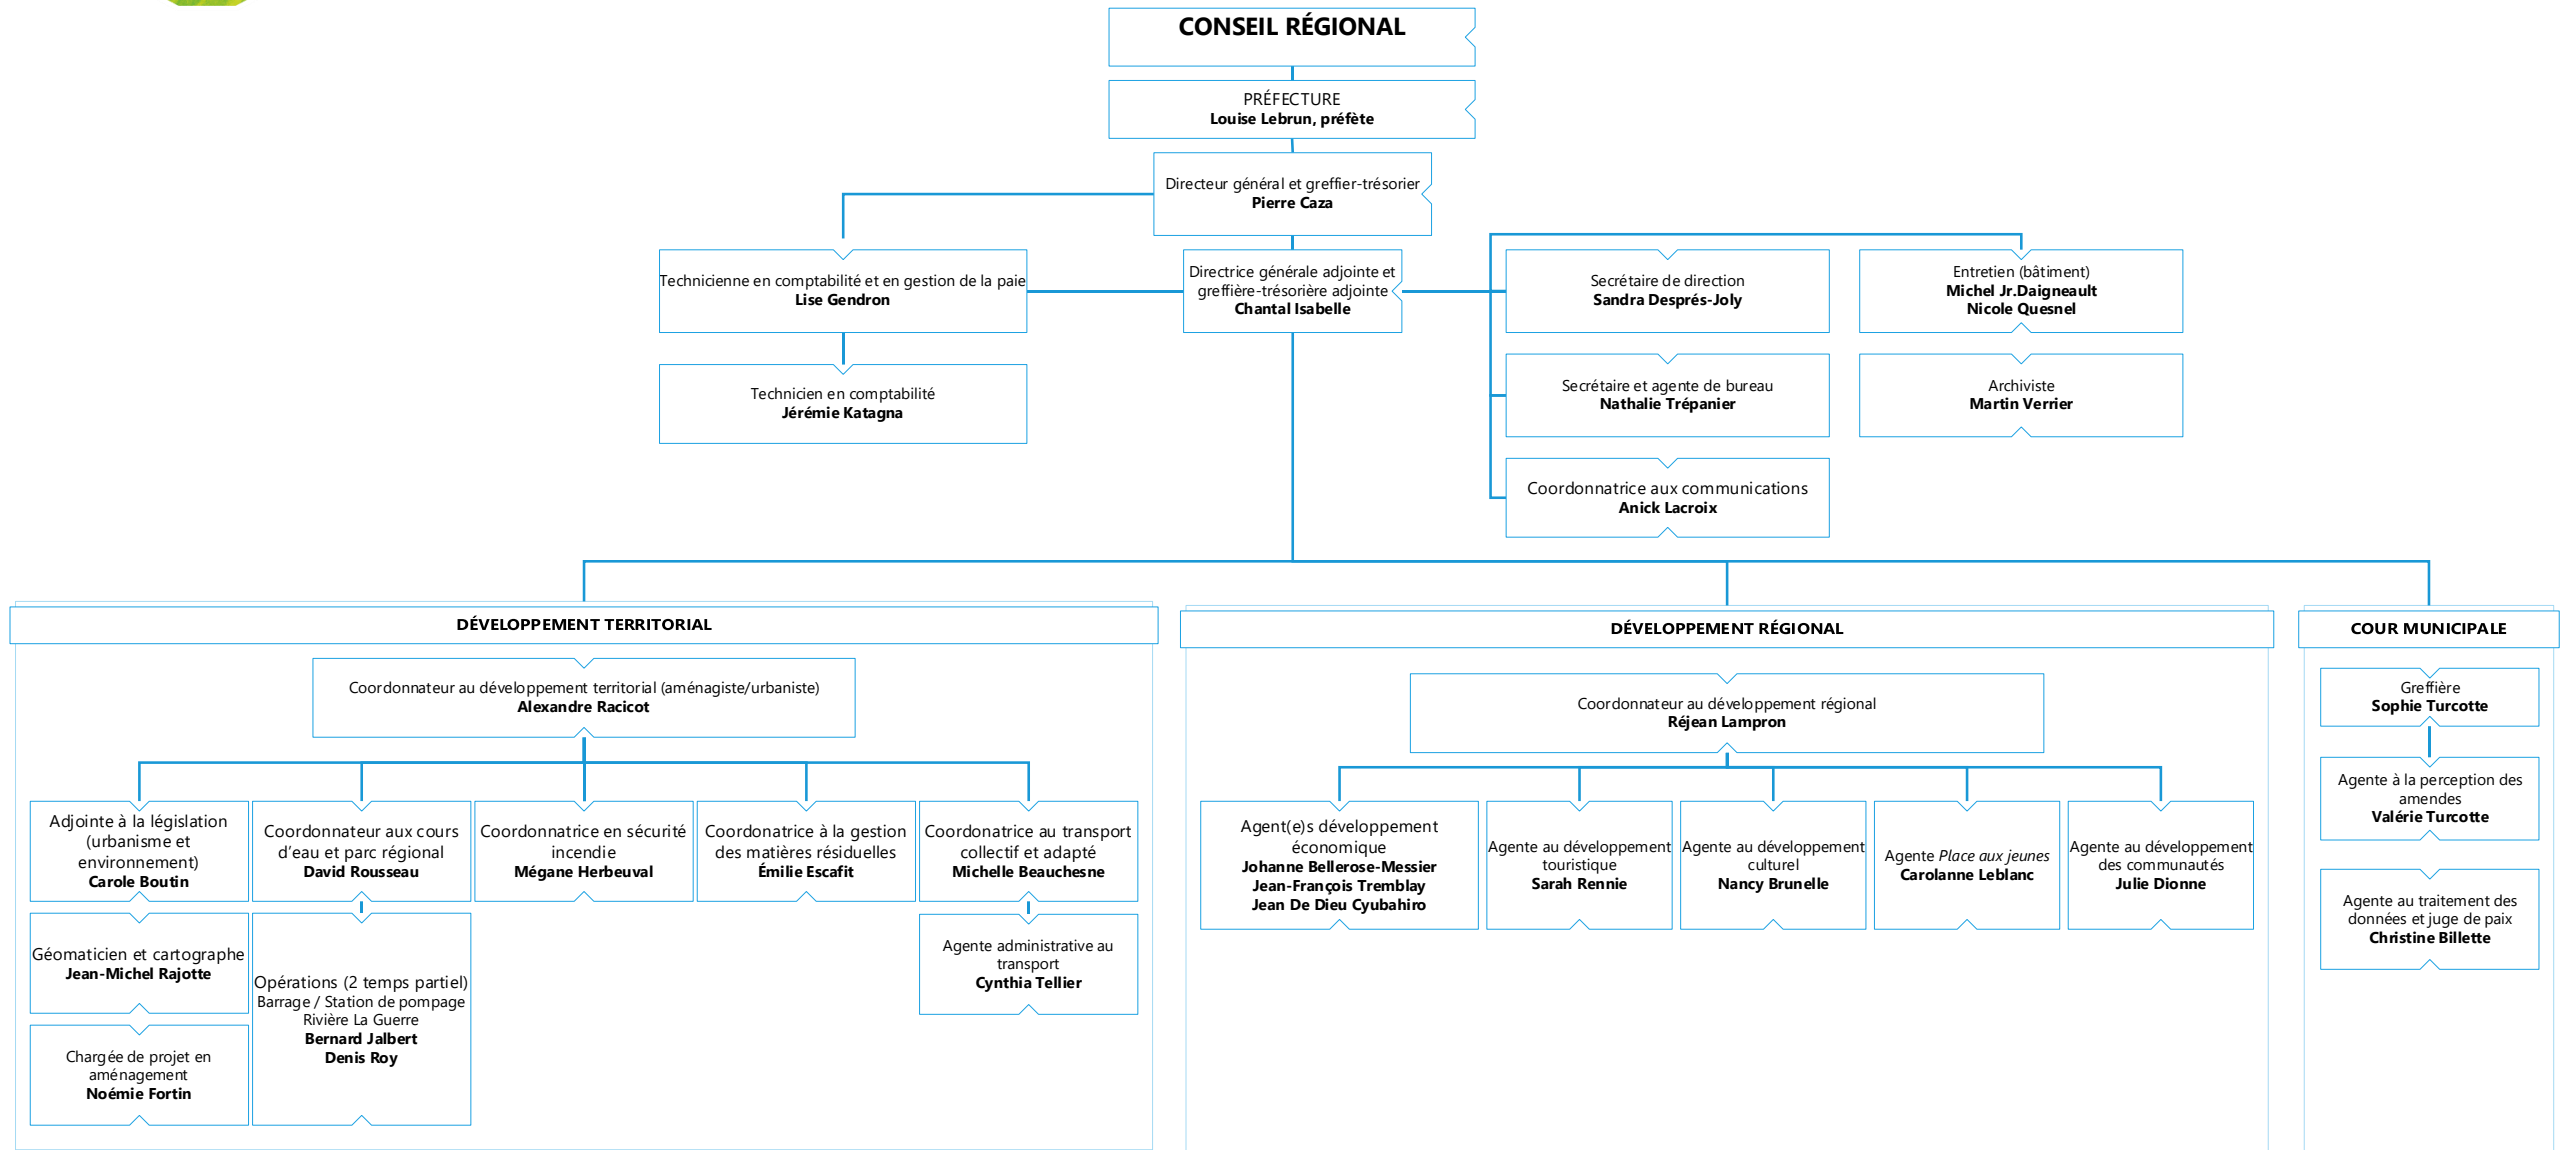 CONSEIL RÉGIONAL
PRÉFECTURE
Louise Lebrun, préfète
Directeur général et greffier-trésorier
Pierre Caza
Technicienne en comptabilité et en gestion de la paie
Lise Gendron
Directrice générale adjointe et
greffière-trésorière adjointe
Chantal Isabelle
Secrétaire de direction
Sandra Després-Joly
Entretien (bâtiment)
Michel Jr.Daigneault
Nicole Quesnel
Technicien en comptabilité
Jérémie Katagna
Secrétaire et agente de bureau
Nathalie Trépanier
Archiviste
Martin Verrier
Coordonnatrice aux communications
Anick Lacroix
DÉVELOPPEMENT TERRITORIAL
Coordonnateur au développement territorial (aménagiste/urbaniste)
Alexandre Racicot
Adjointe à la législation
(urbanisme et
environnement)
Carole Boutin
Coordonnateur aux cours
d'eau et parc régional
David Rousseau
Coordonnatrice en sécurité
incendie
Mégane Herbeuval
Coordonatrice à la gestion
des matières résiduelles
Émilie Escafit
Coordonatrice au transport
collectif et adapté
Michelle Beauchesne
Géomaticien et cartographe
Jean-Michel Rajotte
Opérations (2 temps partiel)
Barrage / Station de pompage
Rivière La Guerre
Bernard Jalbert
Denis Roy
Agente administrative au
transport
Cynthia Tellier
Chargée de projet en
aménagement
Noémie Fortin
DÉVELOPPEMENT RÉGIONAL
Coordonnateur au développement régional
Réjean Lampron
Agent(e)s développement
économique
Johanne Bellerose-Messier
Jean-François Tremblay
Jean De Dieu Cyubahiro
Agente au développement
touristique
Sarah Rennie
Agente au développement
culturel
Nancy Brunelle
Agente Place aux jeunes
Carolanne Leblanc
Agente au développement
des communautés
Julie Dionne
COUR MUNICIPALE
Greffière
Sophie Turcotte
Agente à la perception des
amendes
Valérie Turcotte
Agente au traitement des
données et juge de paix
Christine Billette